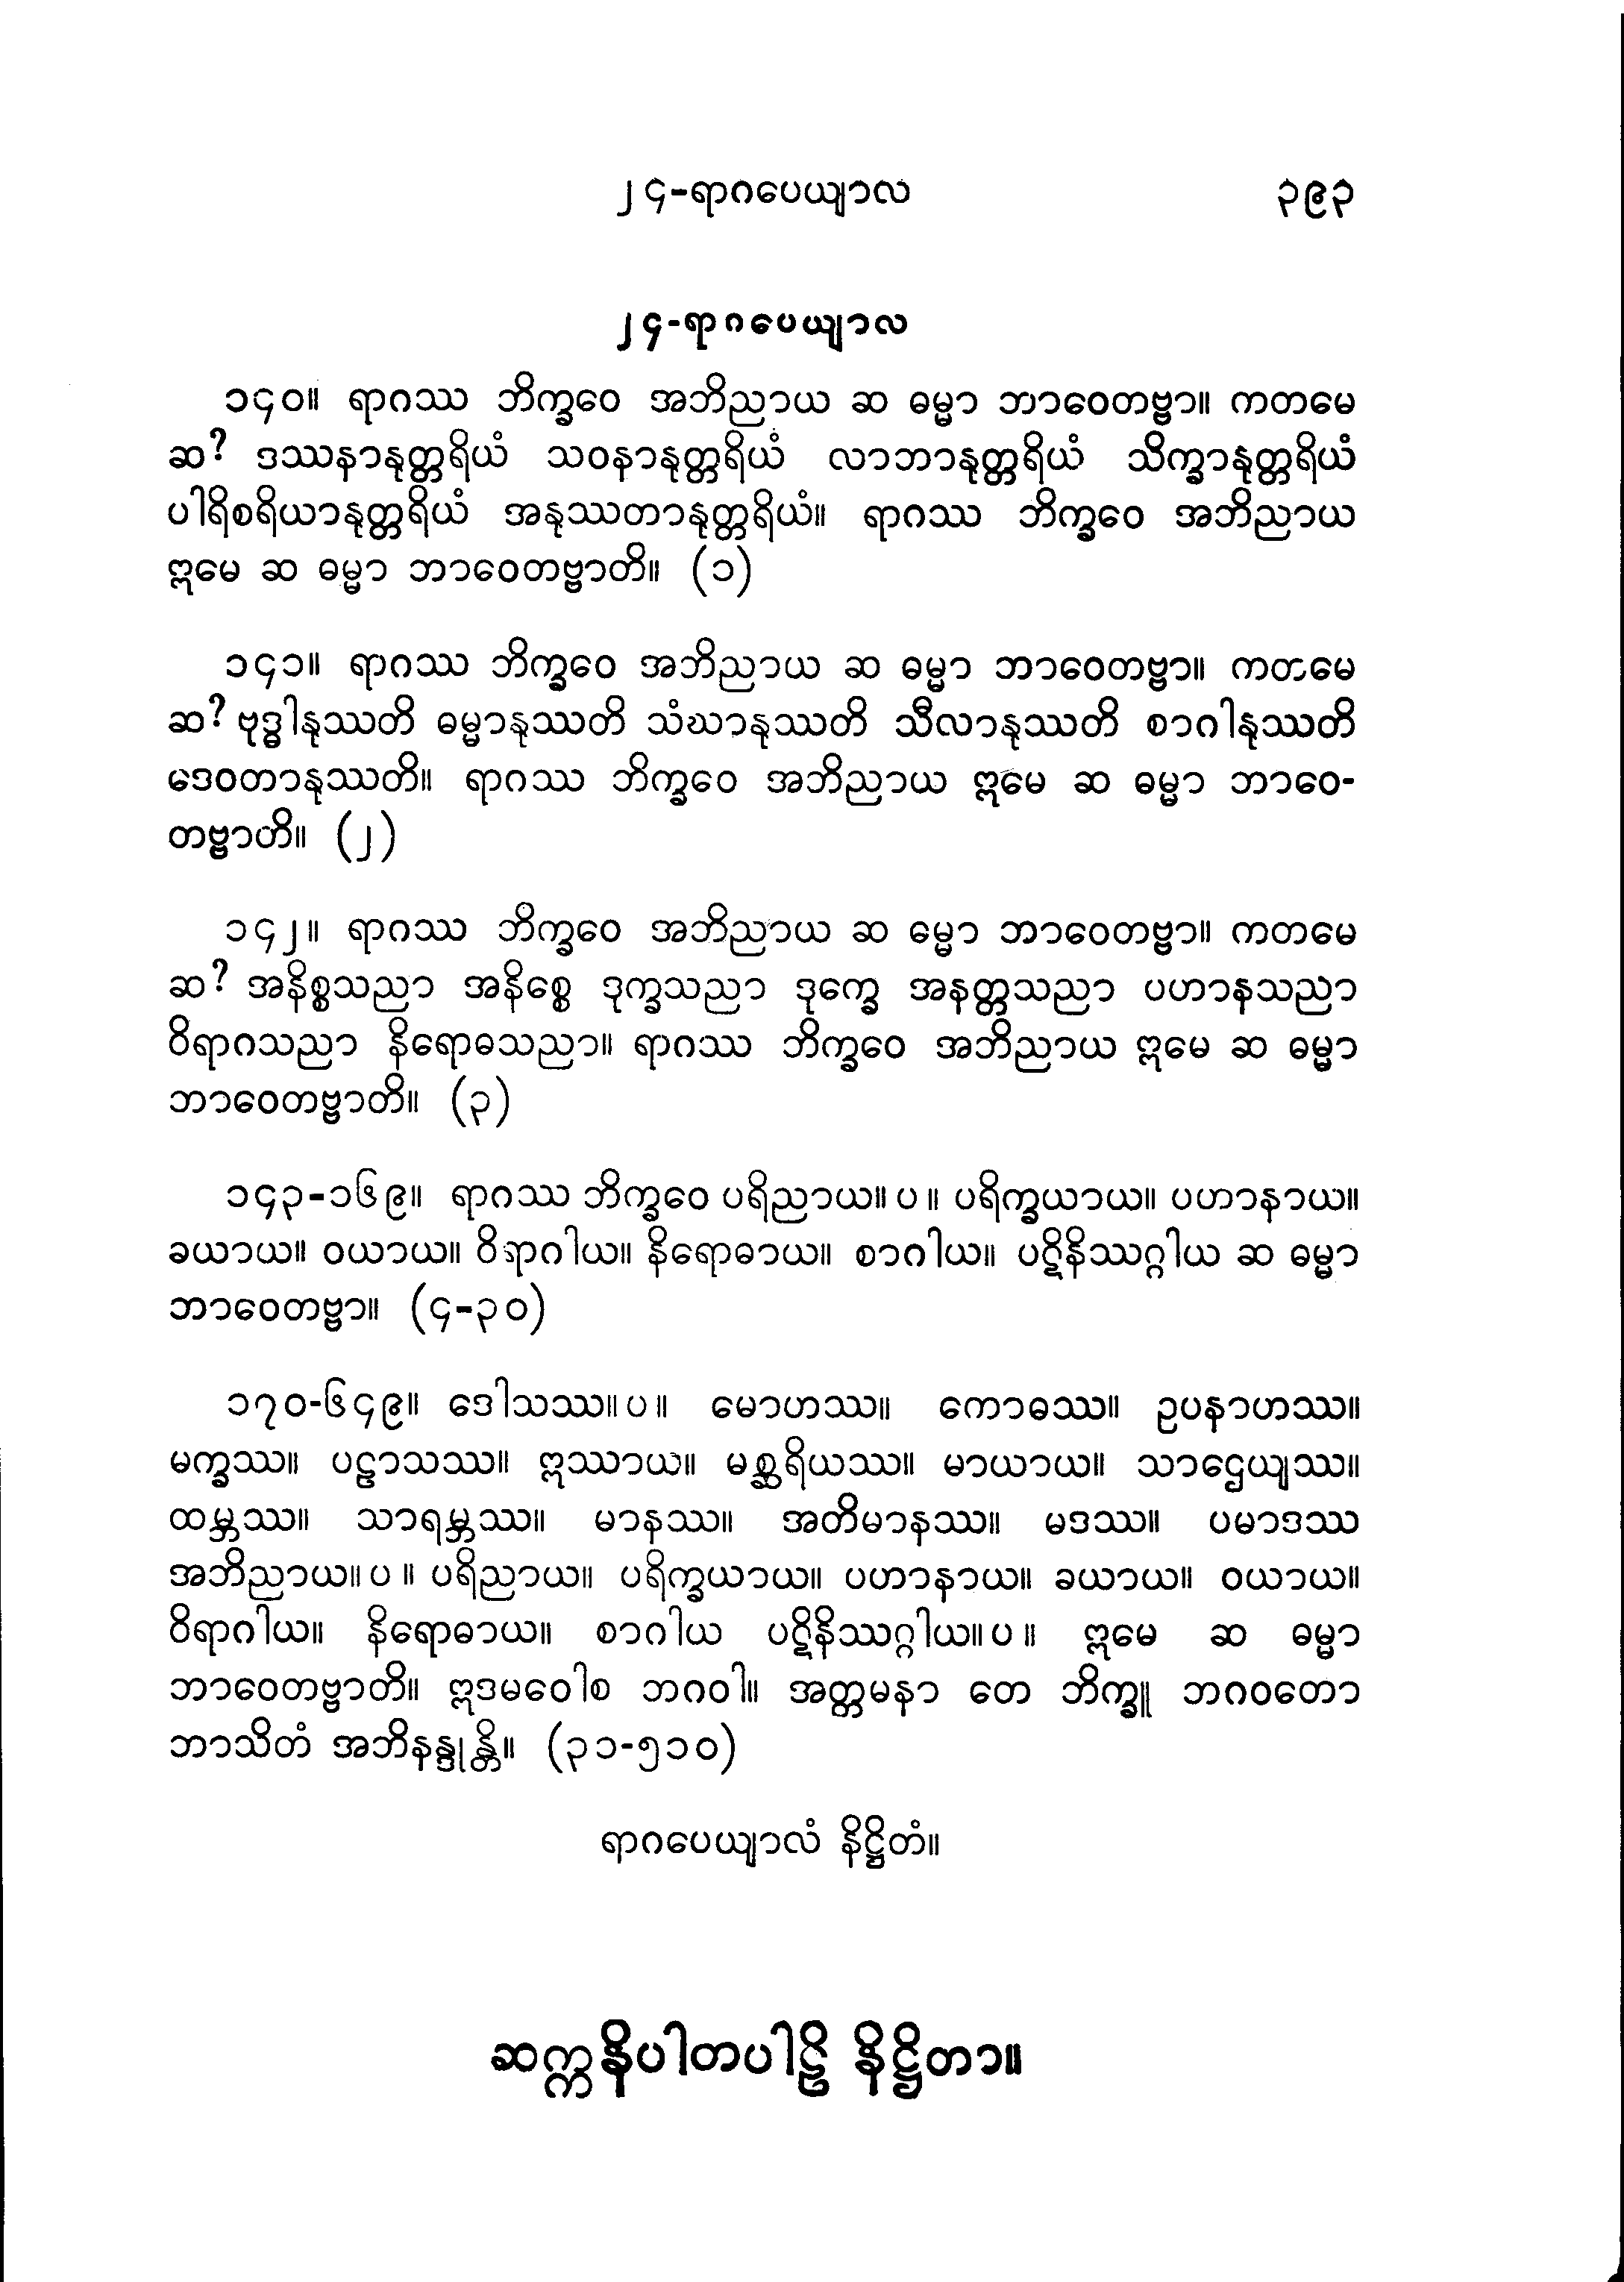 ၂၄-ရာဂပေယျာလ ၃၉၃
၂၄-ရာဂပေယျာလ
၁၄၀။ ရာဂဿ ဘိက္ခဝေ အဘိညာယ ဆ ဓမ္မာ ဘာဝေတဗ္ဗာ။ ကတမေ
ဆ? ဒဿနာနုတ္တရိယံ သဝနာနုတ္တရိယံ လာဘာနုတ္တရိယံ သိက္ခာနုတ္တရိယံ
ပါရိစရိယာနုတ္တရိယံ အနုဿတာနုတ္တရိယံ။ ရာဂဿ ဘိက္ခဝေ အဘိညာယ
ဣမေ ဆ ဓမ္မာ ဘာဝေတဗ္ဗာတိ။ (၁)
၁၄၁။ ရာဂဿ ဘိက္ခဝေ အဘိညာယ ဆ ဓမ္မာ ဘာဝေတဗ္ဗာ။ ကတမေ
ဆ? ဗုဒ္ဓါနုဿတိ ဓမ္မာနုဿတိ သံဃာနုဿတိ သီလာနုဿတိ စာဂါနုဿတိ
ဒေဝတာနုဿတိ။ ရာဂဿ ဘိက္ခဝေ အဘိညာယ ဣမေ ဆ ဓမ္မာ ဘာဝေ-
တဗ္ဗာတိ။ (၂)
၁၄၂။ ရာဂဿ ဘိက္ခဝေ အဘိညာယ ဆ ဓမ္မာ ဘာဝေတဗ္ဗာ။ ကတမေ
ဆ? အနိစ္စသညာ အနိစ္စေ ဒုက္ခသညာ ဒုက္ခေ အနတ္တသညာ ပဟာနသညာ
ဝိရာဂသညာ နိရောဓသညာ။ ရာဂဿ ဘိက္ခဝေ အဘိညာယ ဣမေ ဆ ဓမ္မာ
ဘာဝေတဗ္ဗာတိ။ (၃)
၁၄၃-၁၆၉။ ရာဂဿ ဘိက္ခဝေ ပရိညာယ။ ပ ။ ပရိက္ခယာယ။ ပဟာနာယ။
ခယာယ။ ဝယာယ။ ဝိရာဂါယ။ နိရောဓာယ။ စာဂါယ။ ပဋိနိဿဂ္ဂါယ ဆ ဓမ္မာ
ဘာဝေတဗ္ဗာ။ (၄-၃၀)
၁၇၀-၆၄၉။ ဒေါသဿ။ ပ ။ မောဟဿ။ ကောဓဿ။ ဥပနာဟဿ။
မက္ခဿ။ ပဠာသဿ။ ဣဿာယ။ မစ္ဆရိယဿ။ မာယာယ။ သာဌေယျဿ။
ထမ္ဘဿ။ သာရမ္ဘဿ။ မာနဿ။ အတိမာနဿ။ မဒဿ။ ပမာဒဿ
အဘိညာယ။ ပ ။ ပရိညာယ။ ပရိက္ခယာယ။ ပဟာနာယ။ ခယာယ။ ဝယာယ။
ဝိရာဂါယ။ နိရောဓာယ။ စာဂါယ ပဋိနိဿဂ္ဂါယ။ ပ ။ ဣမေ ဆ ဓမ္မာ
ဘာဝေတဗ္ဗာတိ။ ဣဒမဝေါစ ဘဂဝါ။ အတ္တမနာ တေ ဘိက္ခူ ဘဂဝတော
ဘာသိတံ အဘိနန္ဒုန္တိ။ (၃၁-၅၁၀)
ရာဂပေယျာလံ နိဋ္ဌိတံ။
ဆက္ကနိပါတပါဠိ နိဋ္ဌိတာ။